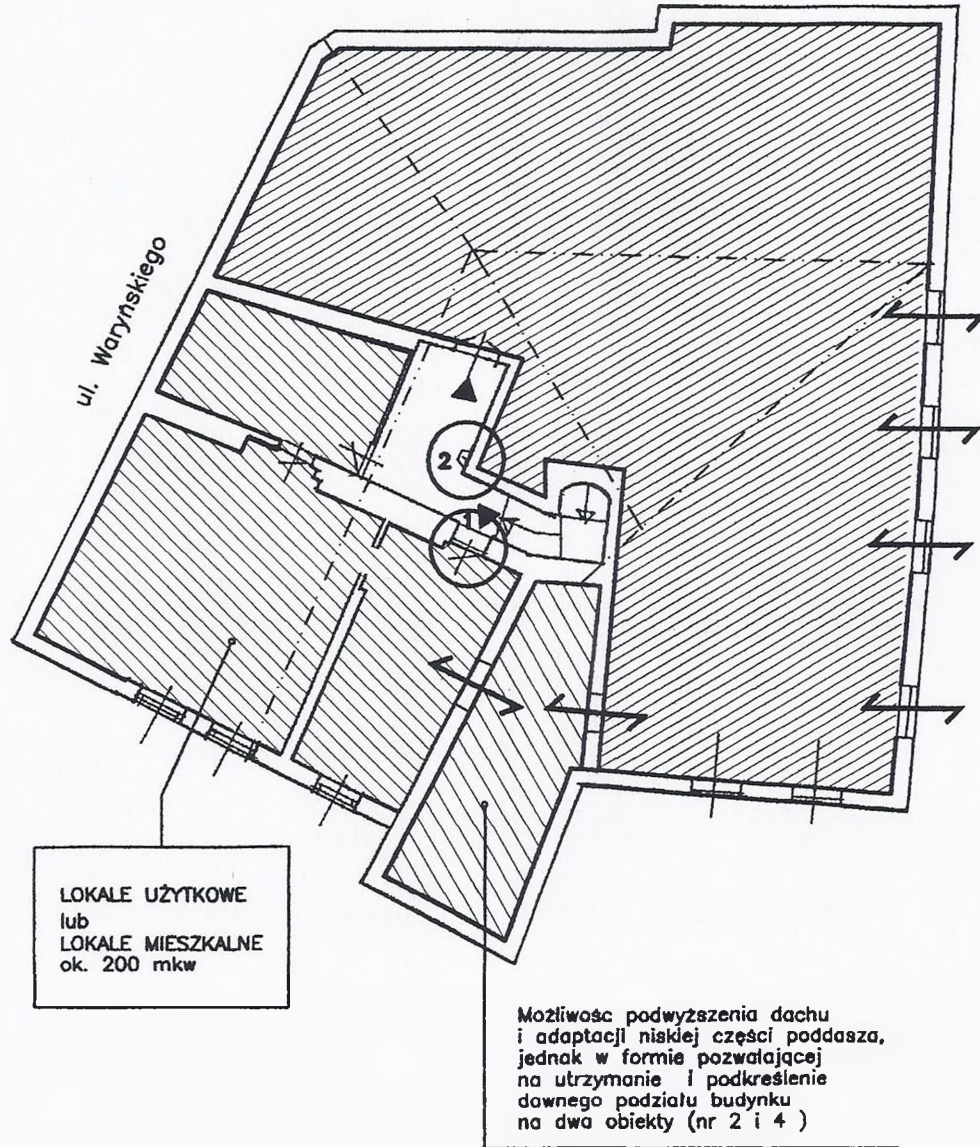 ul. Waryńskiego
2
1
LOKALE UŻYTKOWE
lub
LOKALE MIESZKALNE
ok. 200 mkw
Możliwośc podwyższenia dachu
i adaptacji niskiej części poddasza,
jednak w formie pozwalającej
na utrzymanie i podkreślenie
dawnego podziału budynku
na dwa obiekty (nr 2 i 4 )